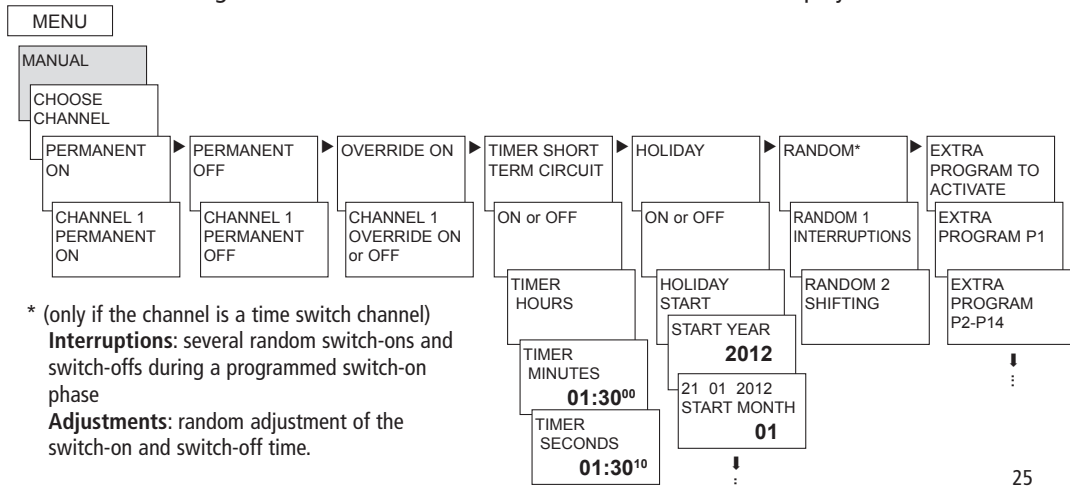 MENU
MANUAL
CHOOSE
CHANNEL
PERMANENT
ON
CHANNEL 1
PERMANENT
ON
PERMANENT
OFF
CHANNEL 1
PERMANENT
OFF
OVERRIDE ON
CHANNEL 1
OVERRIDE ON
or OFF
TIMER SHORT
TERM CIRCUIT
ON or OFF
TIMER
HOURS
TIMER
MINUTES
01:30⁰⁰
TIMER
SECONDS
01:30¹⁰
HOLIDAY
ON or OFF
HOLIDAY
START
START YEAR
2012
21 01 2012
START MONTH
01
RANDOM*
RANDOM 1
INTERRUPTIONS
RANDOM 2
SHIFTING
EXTRA
PROGRAM TO
ACTIVATE
EXTRA
PROGRAM P1
EXTRA
PROGRAM
P2-P14
* (only if the channel is a time switch channel)
Interruptions: several random switch-ons and
switch-offs during a programmed switch-on
phase
Adjustments: random adjustment of the
switch-on and switch-off time.
25